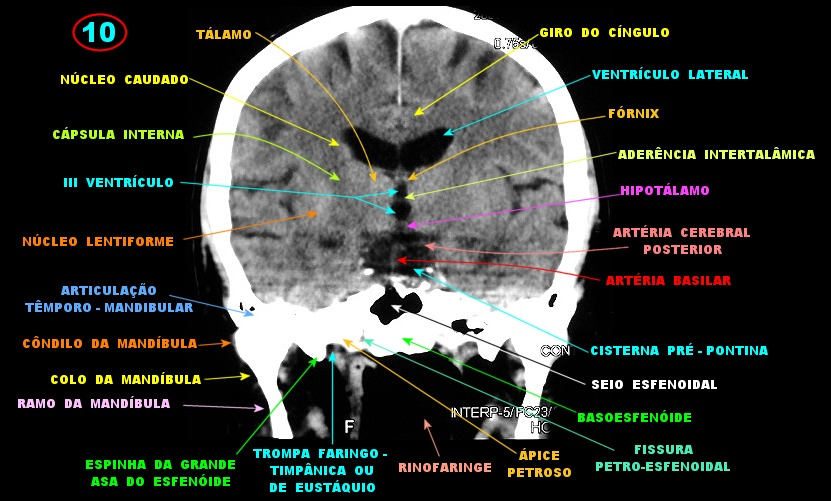 10
TÁLAMO
GIRO DO CÍNGULO
NÚCLEO CAUDADO
VENTRÍCULO LATERAL
FÓRNIX
CÁPSULA INTERNA
ADERÊNCIA INTERTALÂMICA
III VENTRÍCULO
HIPOTÁLAMO
NÚCLEO LENTIFORME
ARTÉRIA CEREBRAL
POSTERIOR
ARTÉRIA BASILAR
ARTICULAÇÃO
TÊMPORO - MANDIBULAR
CÔNDILO DA MANDÍBULA
CISTERNA PRÉ - PONTINA
CON
COLO DA MANDÍBULA
SEIO ESFENOIDAL
RAMO DA MANDÍBULA
INTERP-5/FC23/
BASOESFENÓIDE
F
HC
ESPINHA DA GRANDE
ASA DO ESFENÓIDE
TROMPA FARINGO -
TIMPÂNICA OU
DE EUSTÁQUIO
RINOFARINGE
ÁPICE
PETROSO
FISSURA
PETRO-ESFENOIDAL